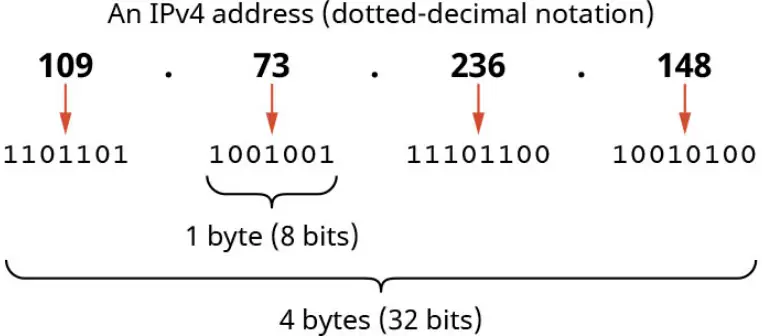 An IPv4 address (dotted-decimal notation)
109 . 73 . 236 . 148
1101101 1001001 11101100 10010100
1 byte (8 bits)
4 bytes (32 bits)